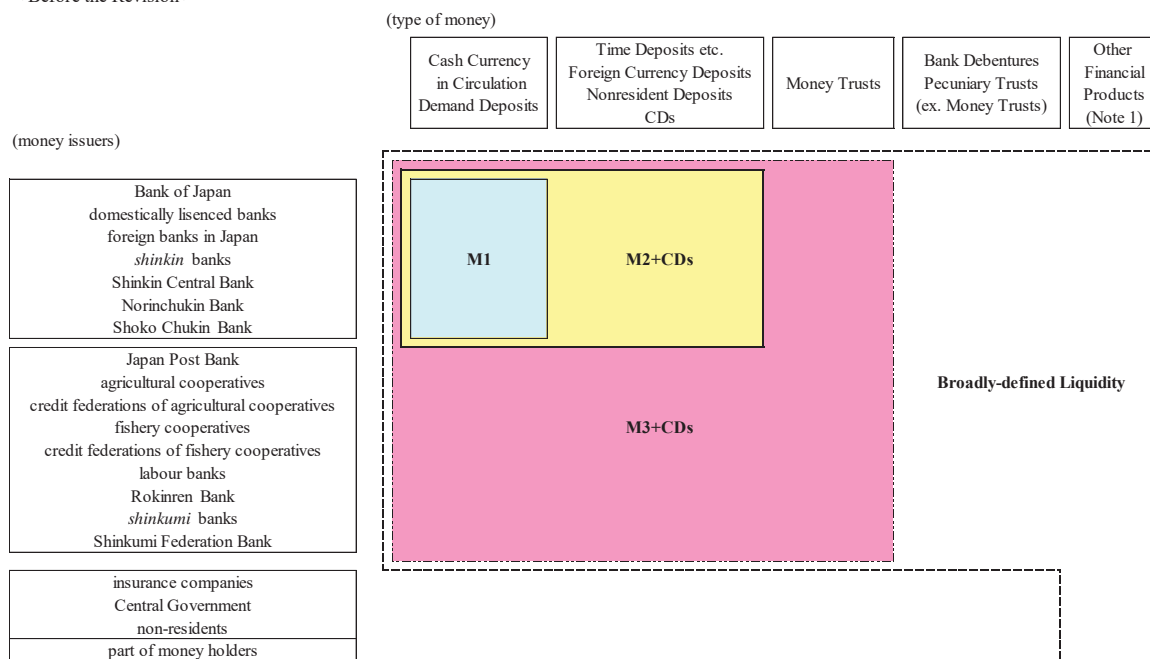 Before the Revision
(type of money)
Cash Currency
in Circulation
Demand Deposits
Time Deposits etc.
Foreign Currency Deposits
Nonresident Deposits
CDs
Money Trusts
Bank Debentures
Pecuniary Trusts
(ex. Money Trusts)
Other
Financial
Products
(Note 1)
(money issuers)
Bank of Japan
domestically lisenced banks
foreign banks in Japan
shinkin banks
Shinkin Central Bank
Norinchukin Bank
Shoko Chukin Bank
M1
M2+CDs
Japan Post Bank
agricultural cooperatives
credit federations of agricultural cooperatives
fishery cooperatives
credit federations of fishery cooperatives
labour banks
Rokinren Bank
shinkumi banks
Shinkumi Federation Bank
M3+CDs
Broadly-defined Liquidity
insurance companies
Central Government
non-residents
part of money holders